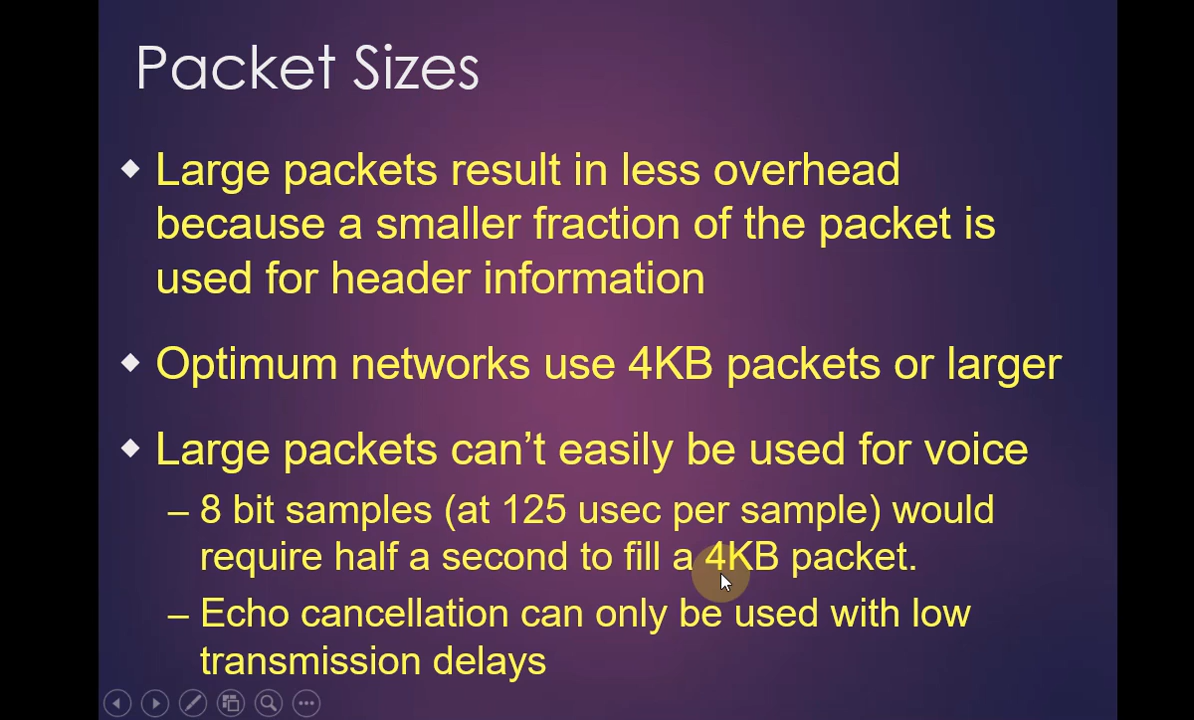 Packet Sizes
Large packets result in less overhead
because a smaller fraction of the packet is
used for header information
Optimum networks use 4KB packets or larger
Large packets can't easily be used for voice
– 8 bit samples (at 125 usec per sample) would
require half a second to fill a 4KB packet.
– Echo cancellation can only be used with low
transmission delays